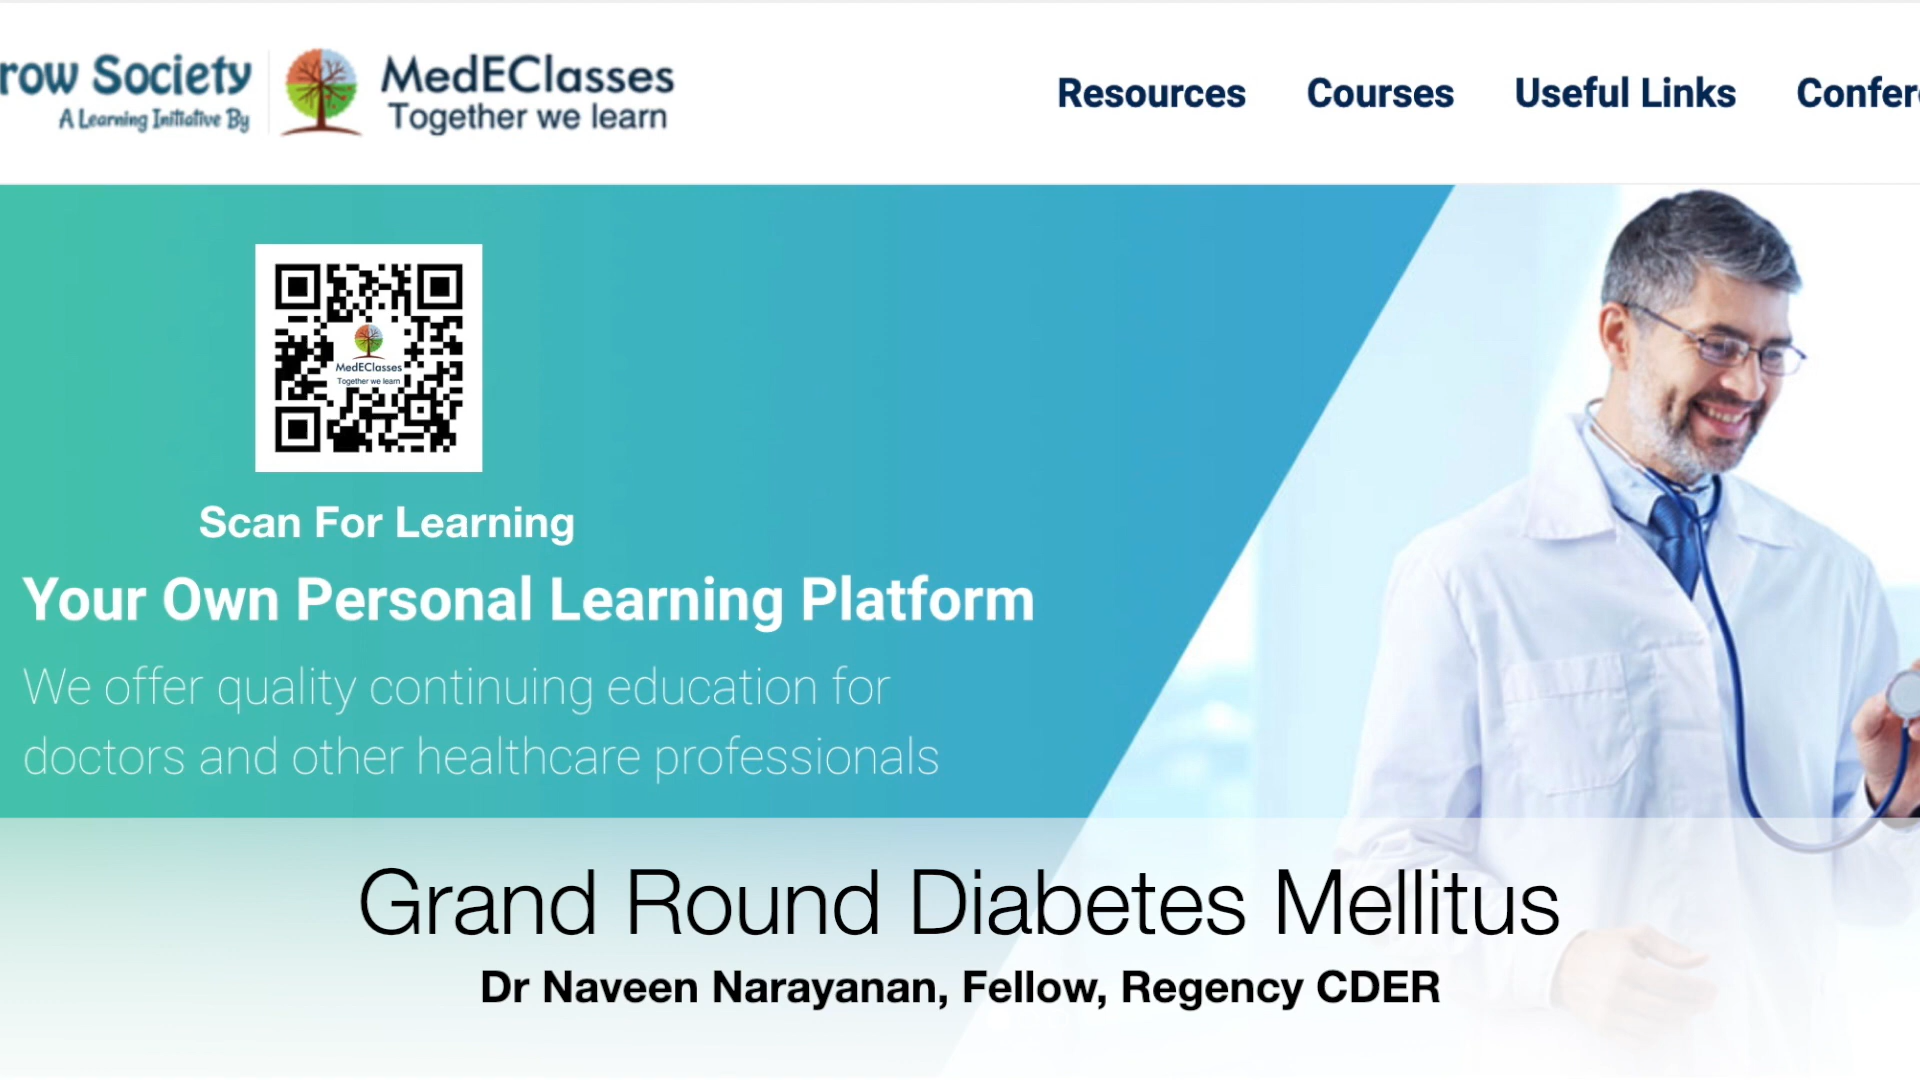 row Society
A Learning Initiative By
MedEClasses
Together we learn
Resources
Courses
Useful Links
Confer
MedEClasses
Together we learn
Scan For Learning
Your Own Personal Learning Platform
We offer quality continuing education for
doctors and other healthcare professionals
Grand Round Diabetes Mellitus
Dr Naveen Narayanan, Fellow, Regency CDER